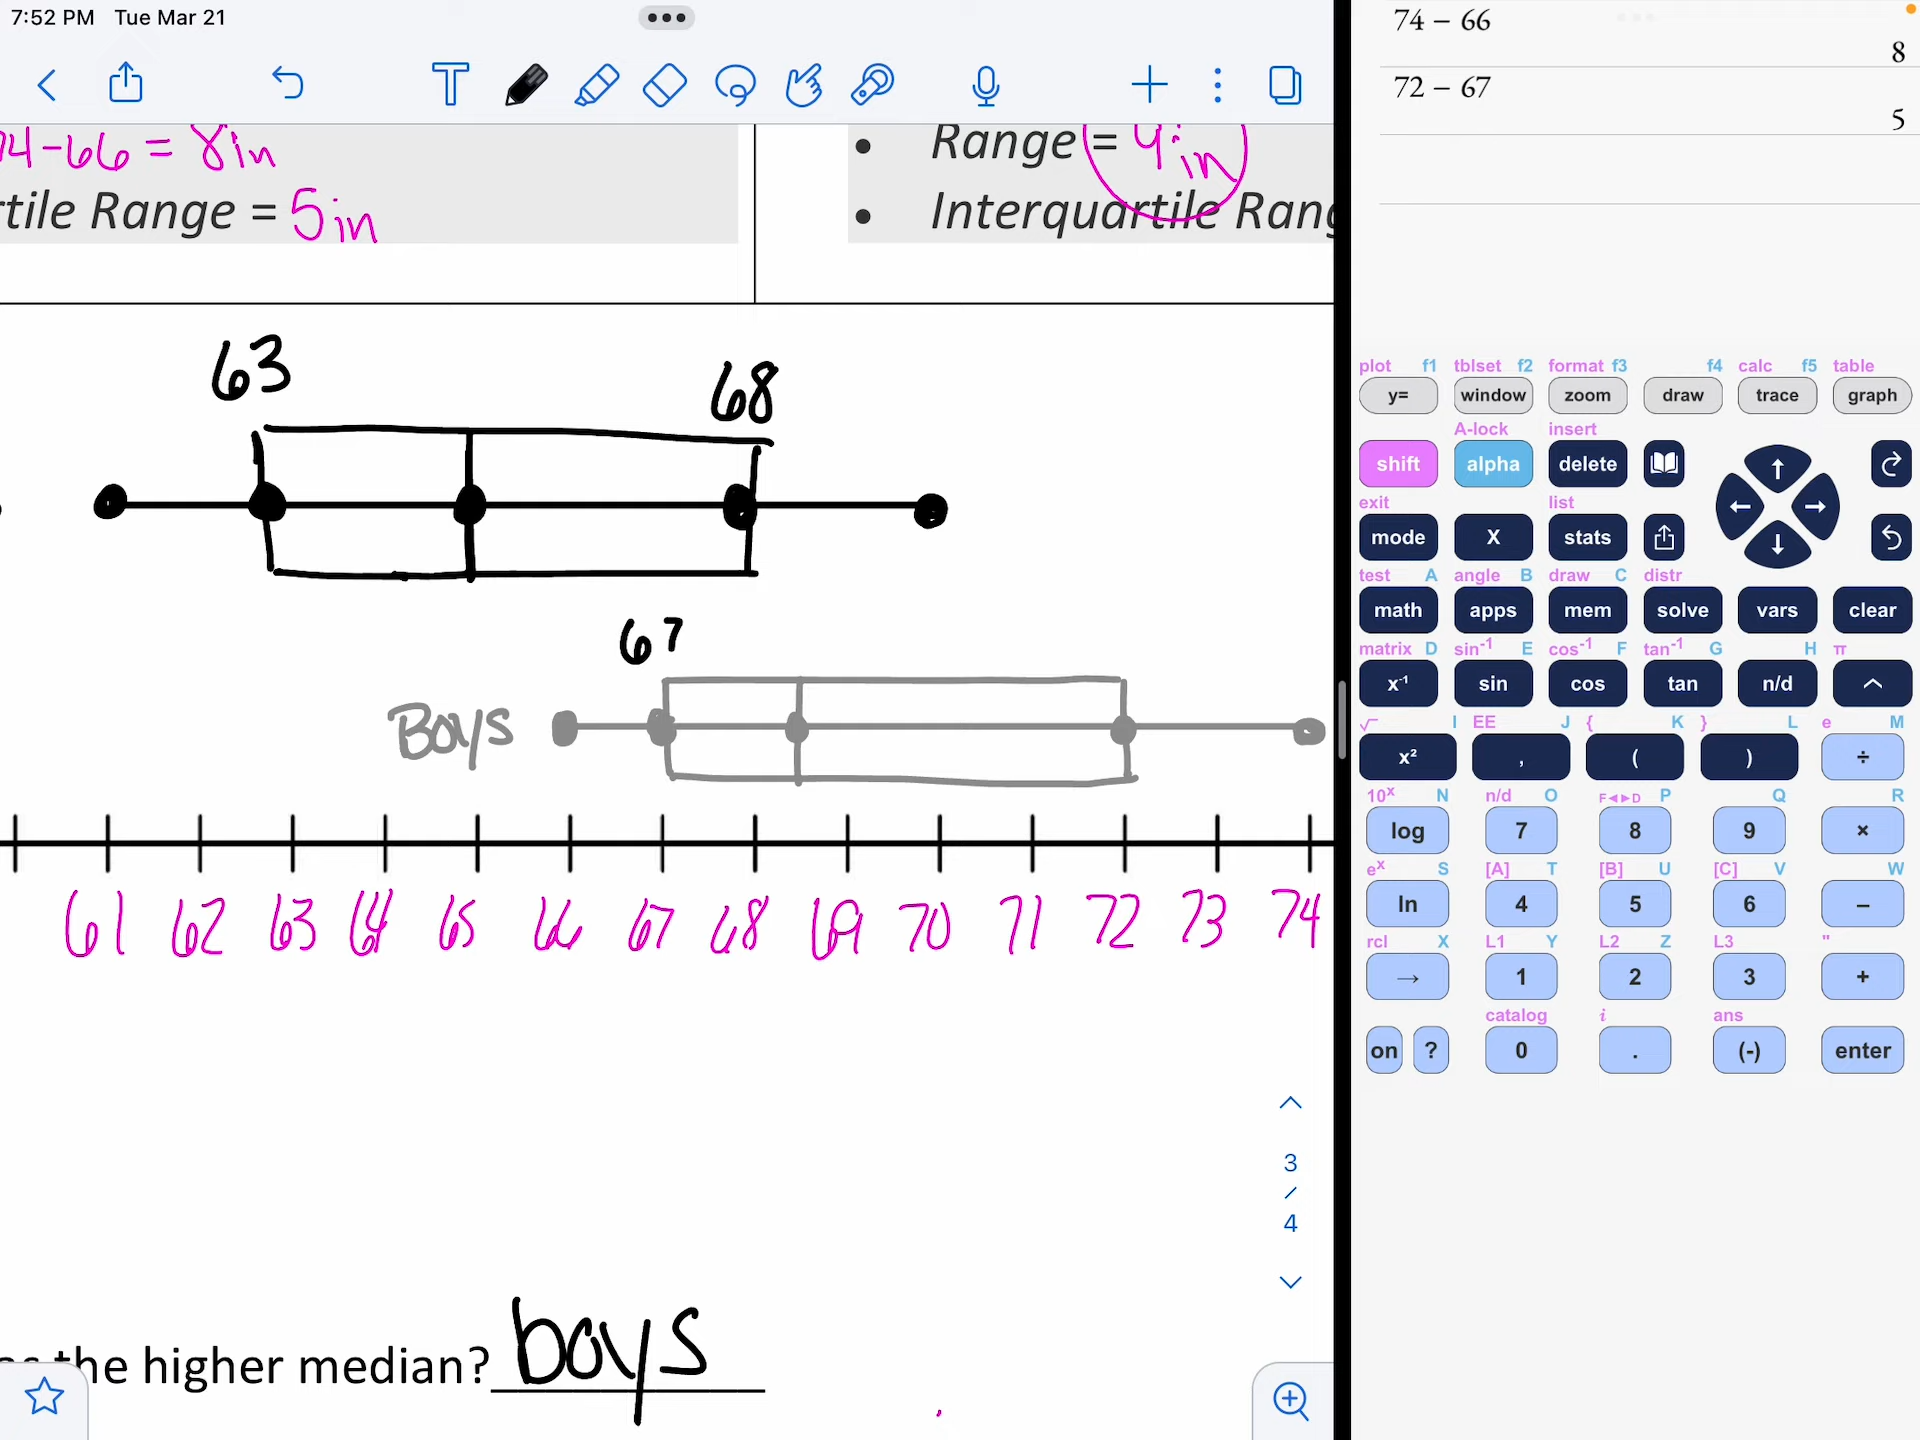 7:52 PM Tue Mar 21
74 – 66
8
72 – 67
5
74-66 = 8in
rtile Range = 5in
• Range = 4in
• Interquartile Rang
63
68
67
Boys
61 62 63 64 65 66 67 68 69 70 71 72 73 74
3
/
4
as the higher median? boys
plot f1 tblset f2 format f3 f4 calc f5 table
y= window zoom draw trace graph
A-lock insert
shift alpha delete
exit list
mode X stats
test A angle B draw C distr
math apps mem solve vars clear
matrix D sin⁻¹ E cos⁻¹ F tan⁻¹ G H π
x⁻¹ sin cos tan n/d ^
√‾ I EE J { K } L e M
x² , ( ) ÷
10ˣ N n/d O F◄►D P Q R
log 7 8 9 ×
eˣ S [A] T [B] U [C] V W
ln 4 5 6 –
rcl X L1 Y L2 Z L3 "
→ 1 2 3 +
catalog i ans
on ? 0 . (-) enter